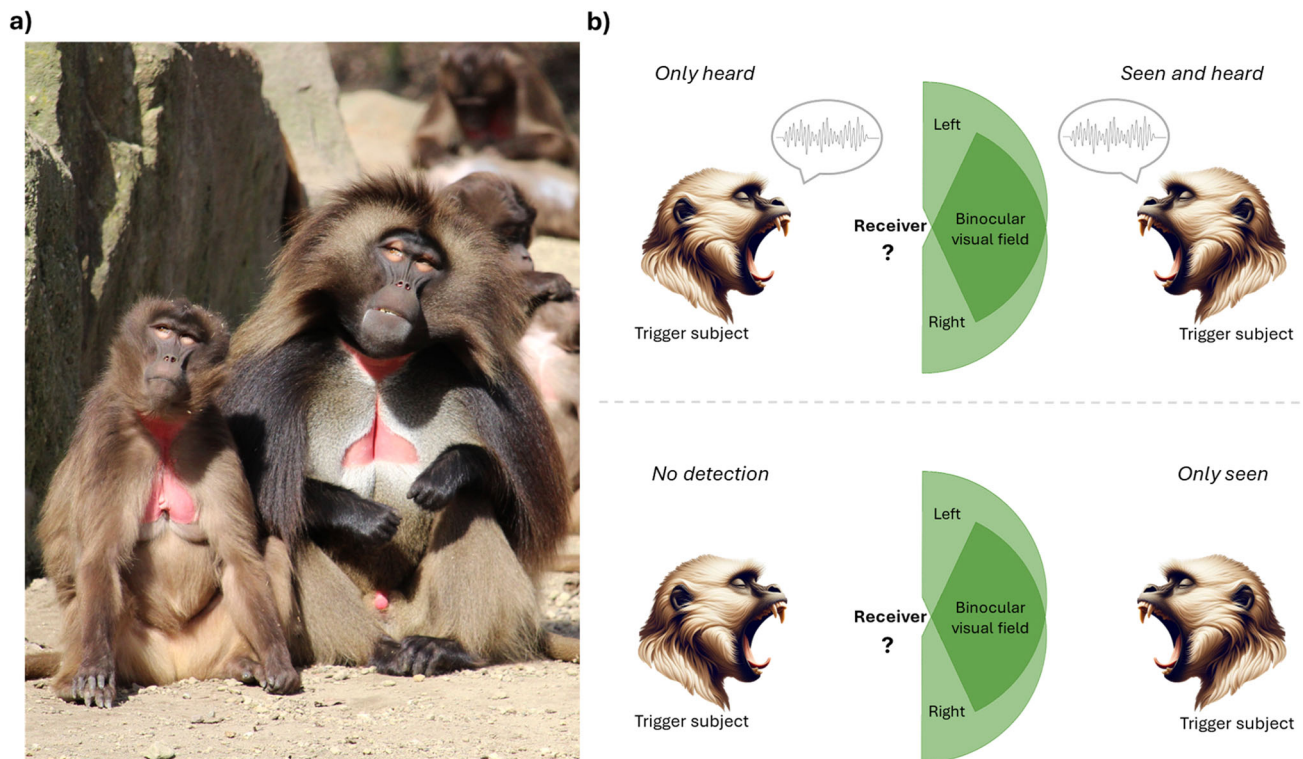 a)
b)
Only heard
Seen and heard
Left
Receiver
?
Binocular
visual field
Right
Trigger subject
Trigger subject
No detection
Only seen
Left
Receiver
?
Binocular
visual field
Right
Trigger subject
Trigger subject